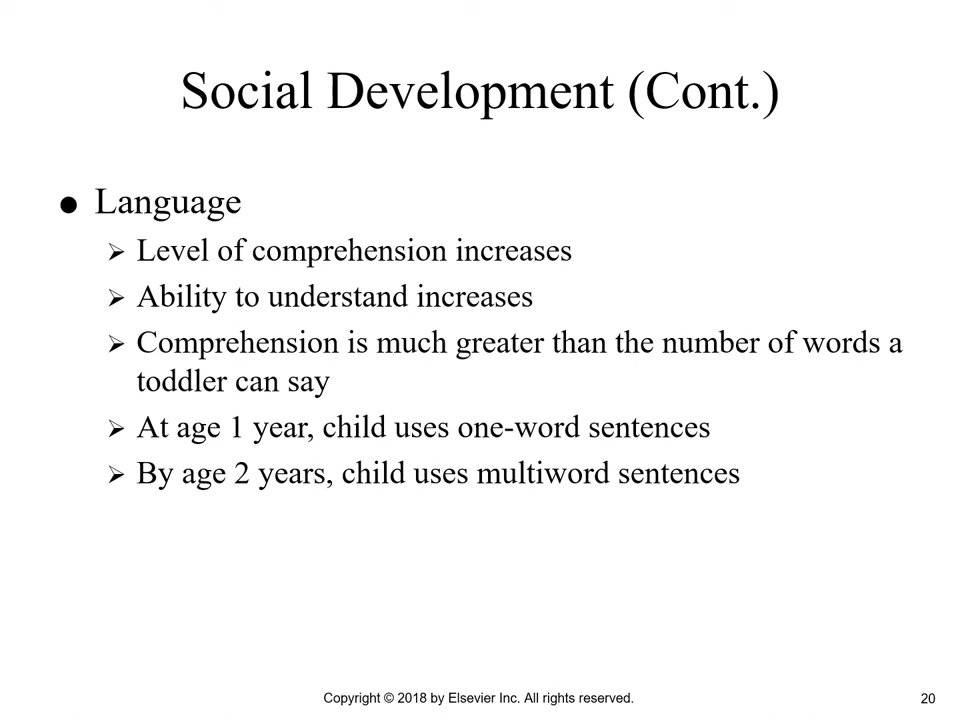 Social Development (Cont.)
● Language
➢ Level of comprehension increases
➢ Ability to understand increases
➢ Comprehension is much greater than the number of words a
toddler can say
➢ At age 1 year, child uses one-word sentences
➢ By age 2 years, child uses multiword sentences
Copyright © 2018 by Elsevier Inc. All rights reserved.
20